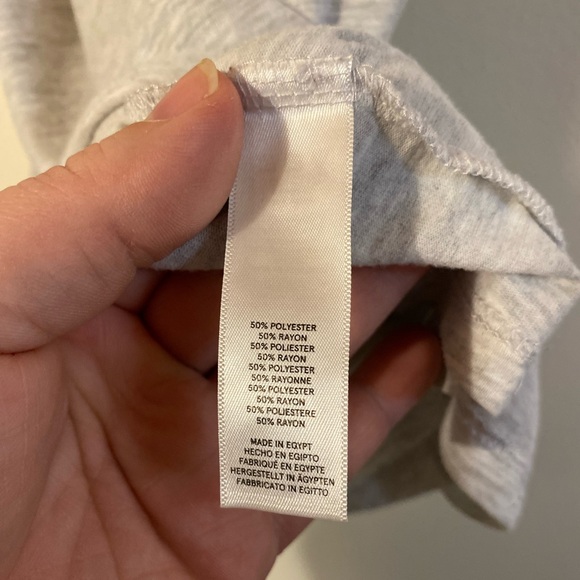 50% POLYESTER
50% RAYON
50% POLIESTER
50% RAYON
50% POLYESTER
50% RAYONNE
50% POLYESTER
50% RAYON
50% POLIESTERE
50% RAYON
MADE IN EGYPT
HECHO EN EGIPTO
FABRIQUÉ EN EGYPTE
HERGESTELLT IN ÄGYPTEN
FABBRICATO IN EGITTO